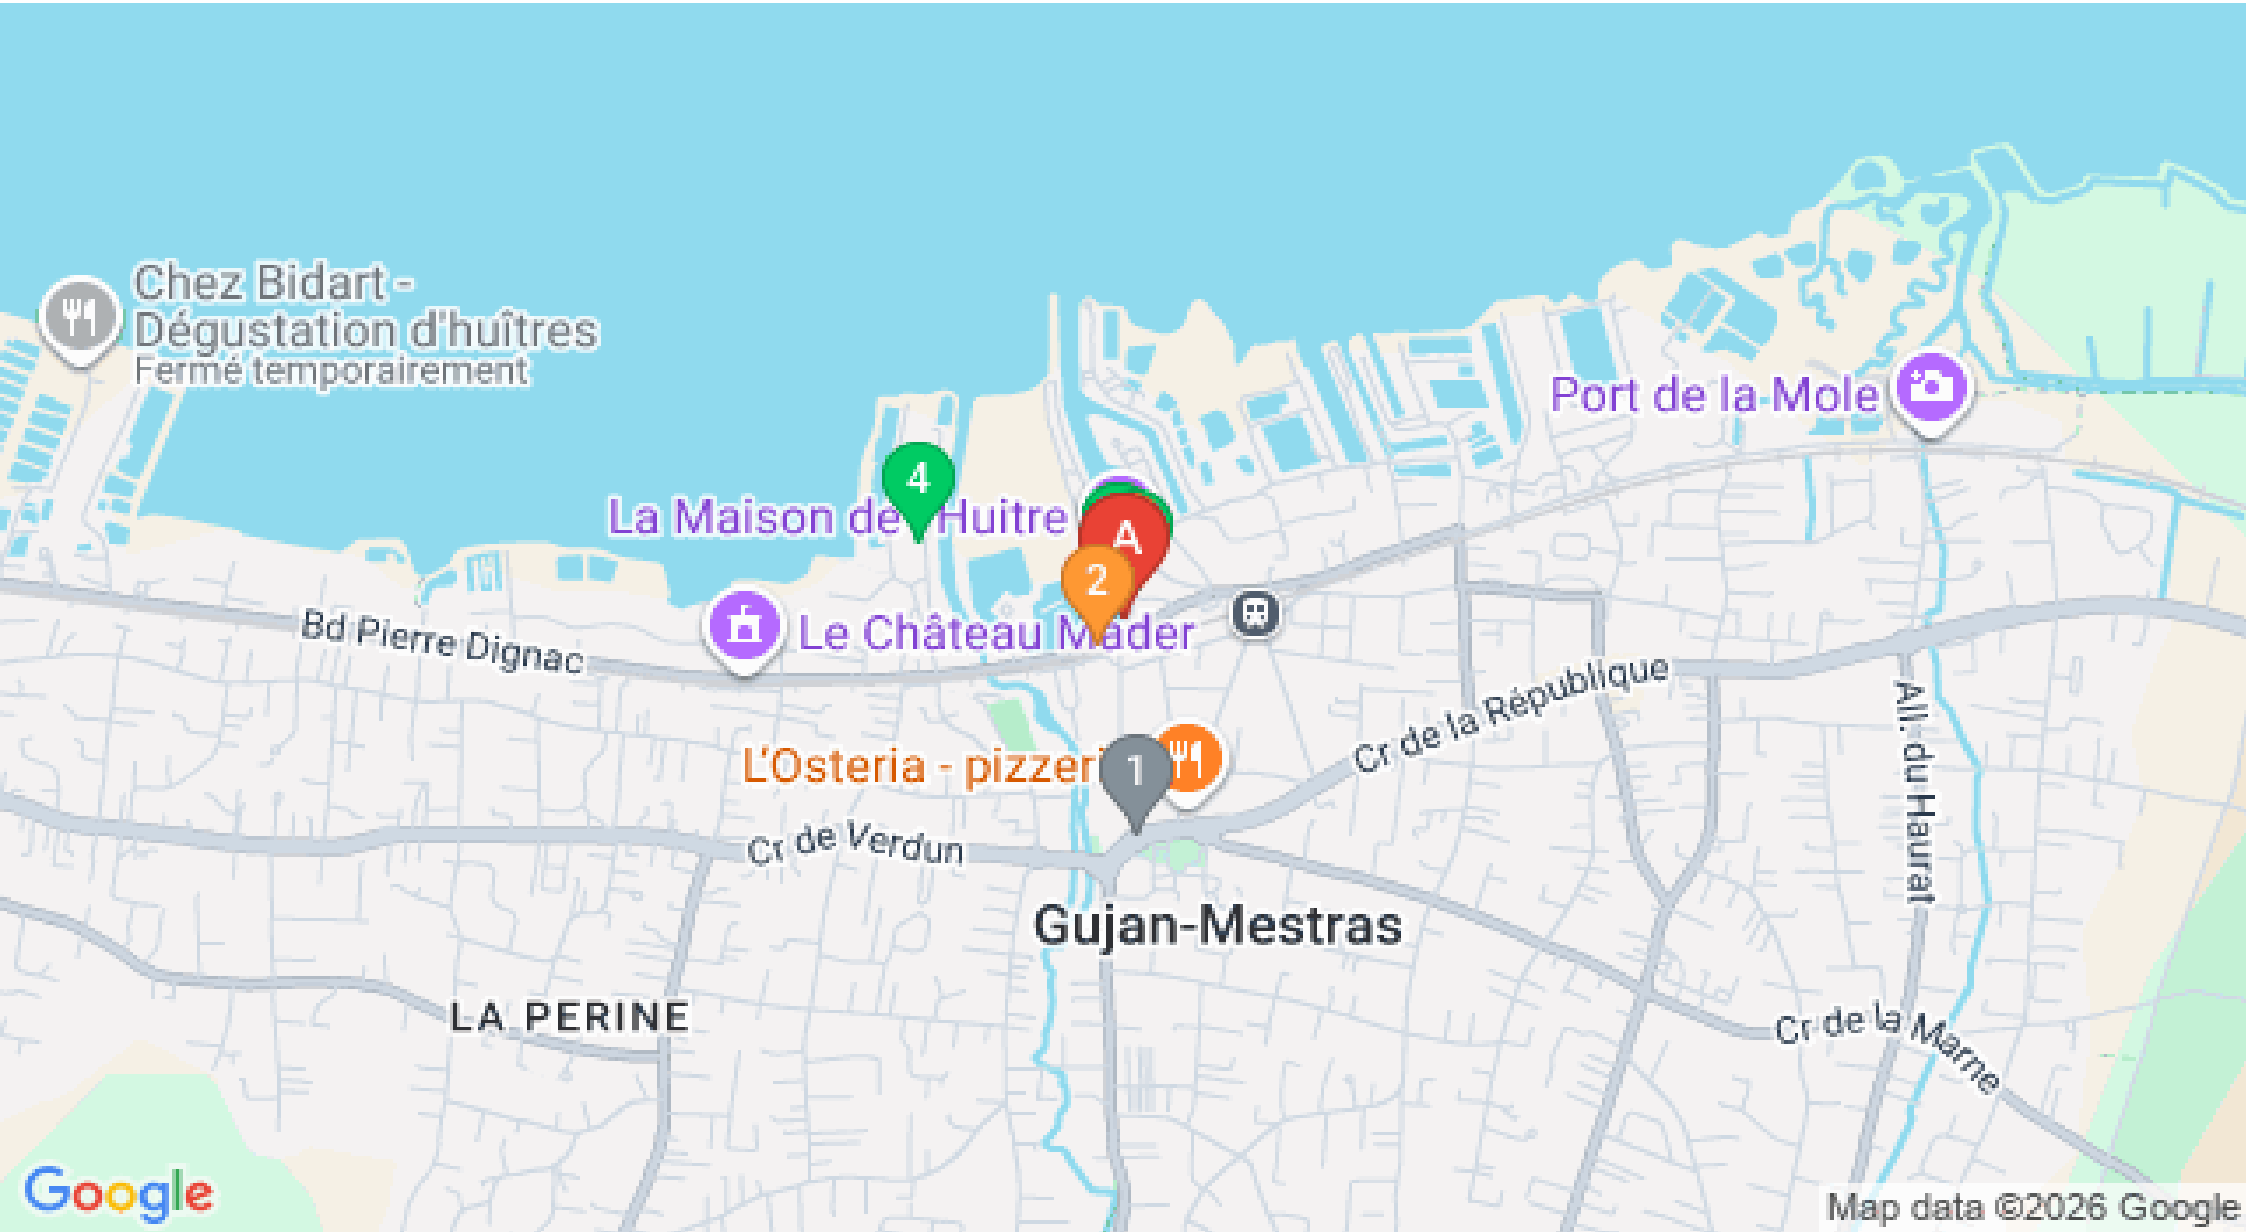 Chez Bidart -
Dégustation d'huîtres
Fermé temporairement
Port de la Mole
4
La Maison de Huitre
A
2
Bd Pierre Dignac
Le Château Mader
Cr de la République
All. du Haurat
L'Osteria - pizzeri
1
Cr de Verdun
Gujan-Mestras
LA PERINE
Cr de la Marne
Google
Map data ©2026 Google